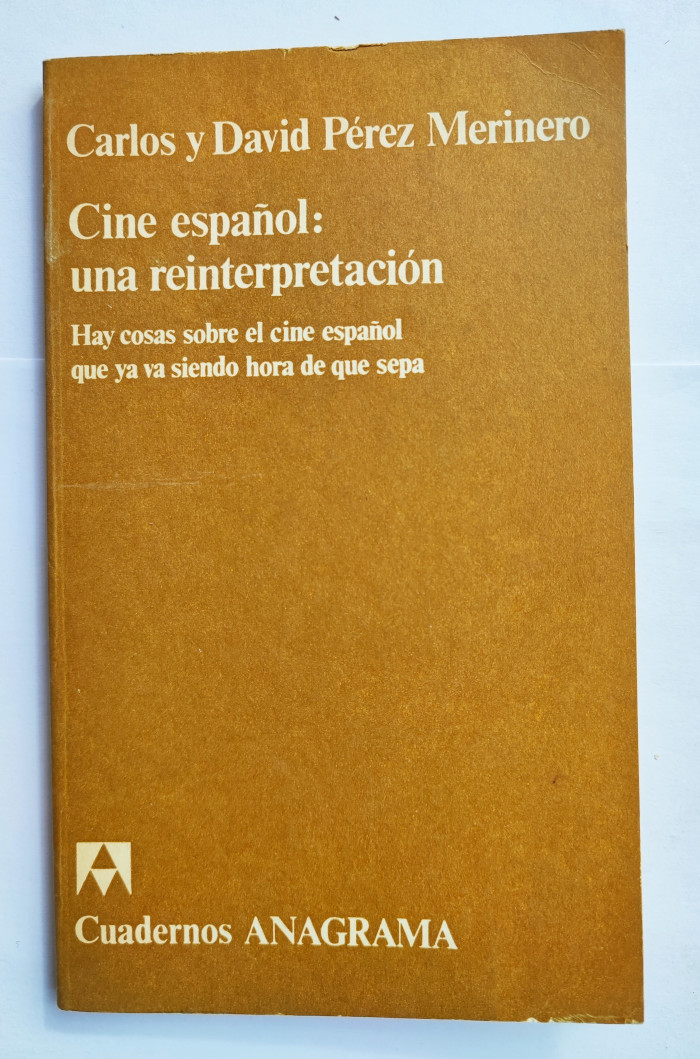 Carlos y David Pérez Merinero
Cine español:
una reinterpretación
Hay cosas sobre el cine español
que ya va siendo hora de que sepa
Cuadernos ANAGRAMA